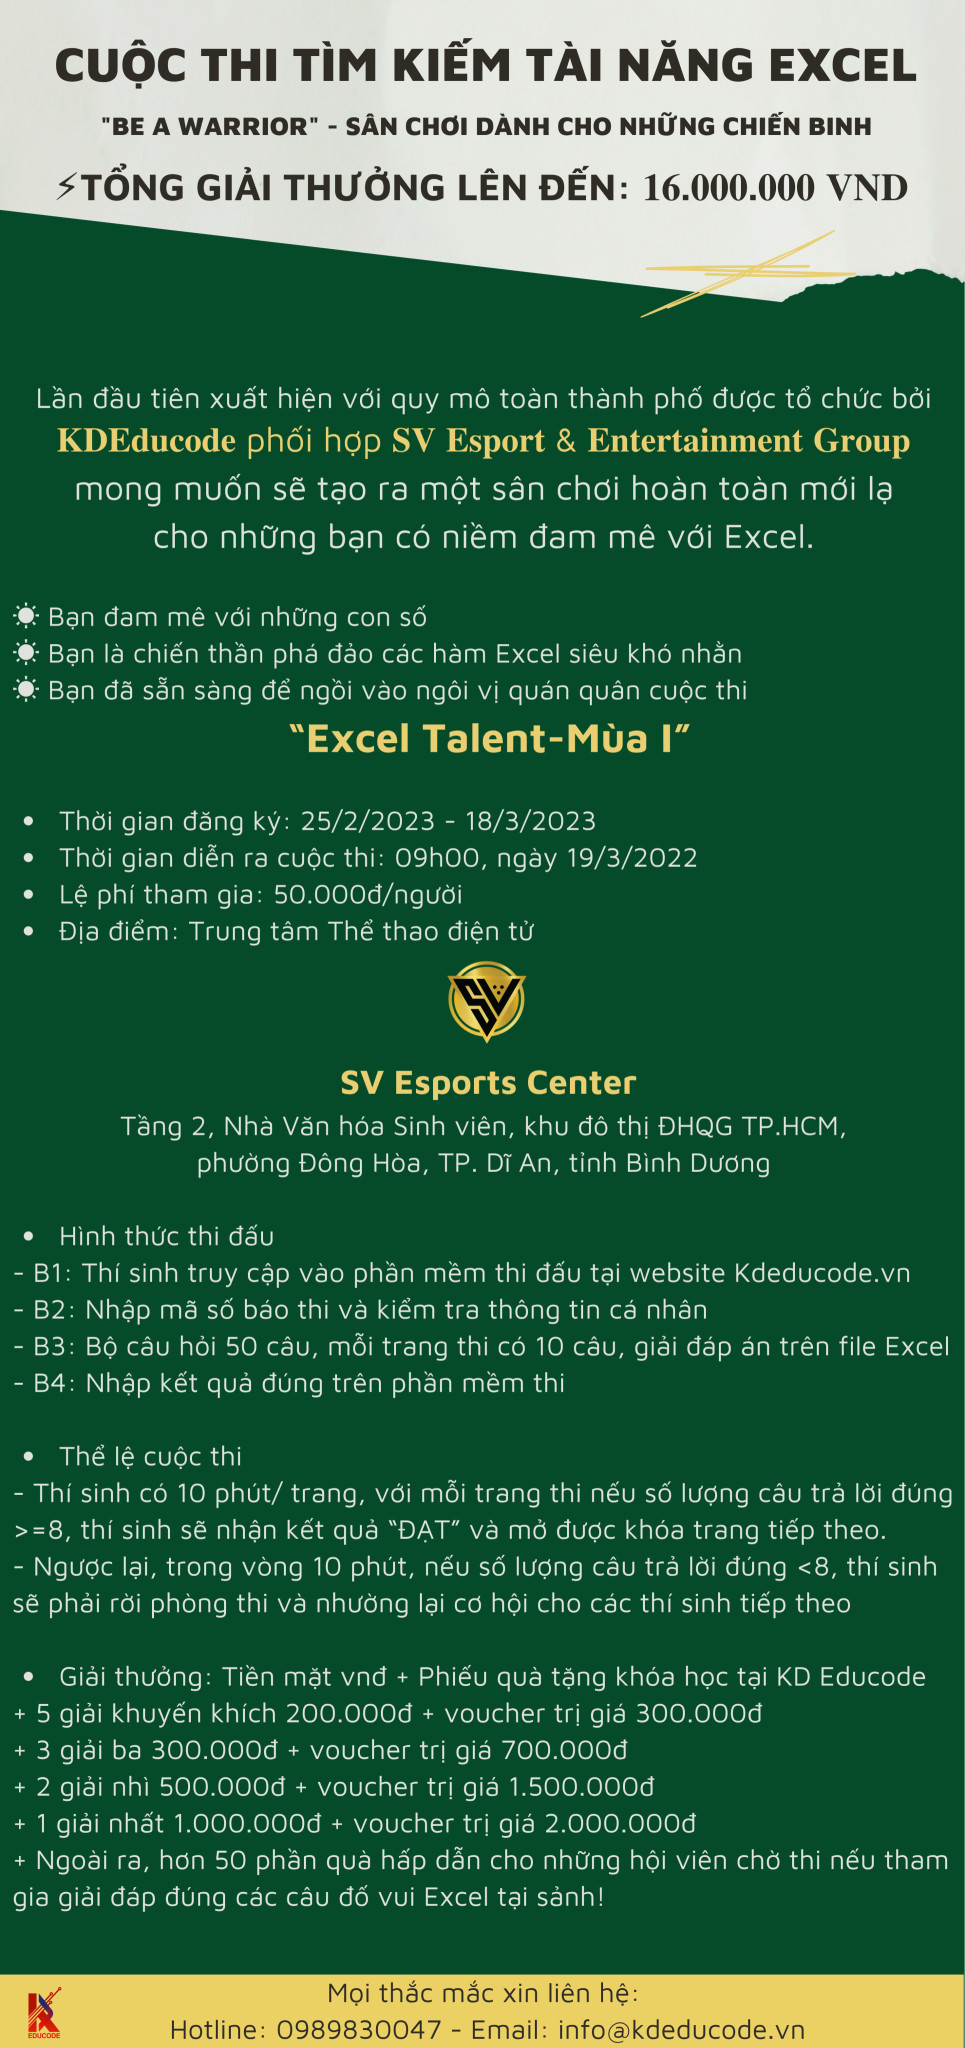 CUỘC THI TÌM KIẾM TÀI NĂNG EXCEL
"BE A WARRIOR" - SÂN CHƠI DÀNH CHO NHỮNG CHIẾN BINH
⚡TỔNG GIẢI THƯỞNG LÊN ĐẾN: 16.000.000 VND
Lần đầu tiên xuất hiện với quy mô toàn thành phố được tổ chức bởi
KDEducode phối hợp SV Esport & Entertainment Group
mong muốn sẽ tạo ra một sân chơi hoàn toàn mới lạ
cho những bạn có niềm đam mê với Excel.
☀ Bạn đam mê với những con số
☀ Bạn là chiến thần phá đảo các hàm Excel siêu khó nhằn
☀ Bạn đã sẵn sàng để ngồi vào ngôi vị quán quân cuộc thi
“Excel Talent-Mùa I”
• Thời gian đăng ký: 25/2/2023 - 18/3/2023
• Thời gian diễn ra cuộc thi: 09h00, ngày 19/3/2022
• Lệ phí tham gia: 50.000đ/người
• Địa điểm: Trung tâm Thể thao điện tử
SV
SV Esports Center
Tầng 2, Nhà Văn hóa Sinh viên, khu đô thị ĐHQG TP.HCM,
phường Đông Hòa, TP. Dĩ An, tỉnh Bình Dương
• Hình thức thi đấu
- B1: Thí sinh truy cập vào phần mềm thi đấu tại website Kdeducode.vn
- B2: Nhập mã số báo thi và kiểm tra thông tin cá nhân
- B3: Bộ câu hỏi 50 câu, mỗi trang thi có 10 câu, giải đáp án trên file Excel
- B4: Nhập kết quả đúng trên phần mềm thi
• Thể lệ cuộc thi
- Thí sinh có 10 phút/ trang, với mỗi trang thi nếu số lượng câu trả lời đúng
>=8, thí sinh sẽ nhận kết quả “ĐẠT” và mở được khóa trang tiếp theo.
- Ngược lại, trong vòng 10 phút, nếu số lượng câu trả lời đúng <8, thí sinh
sẽ phải rời phòng thi và nhường lại cơ hội cho các thí sinh tiếp theo
• Giải thưởng: Tiền mặt vnđ + Phiếu quà tặng khóa học tại KD Educode
+ 5 giải khuyến khích 200.000đ + voucher trị giá 300.000đ
+ 3 giải ba 300.000đ + voucher trị giá 700.000đ
+ 2 giải nhì 500.000đ + voucher trị giá 1.500.000đ
+ 1 giải nhất 1.000.000đ + voucher trị giá 2.000.000đ
+ Ngoài ra, hơn 50 phần quà hấp dẫn cho những hội viên chờ thi nếu tham
gia giải đáp đúng các câu đố vui Excel tại sảnh!
Mọi thắc mắc xin liên hệ:
EDUCODE
Hotline: 0989830047 - Email: info@kdeducode.vn